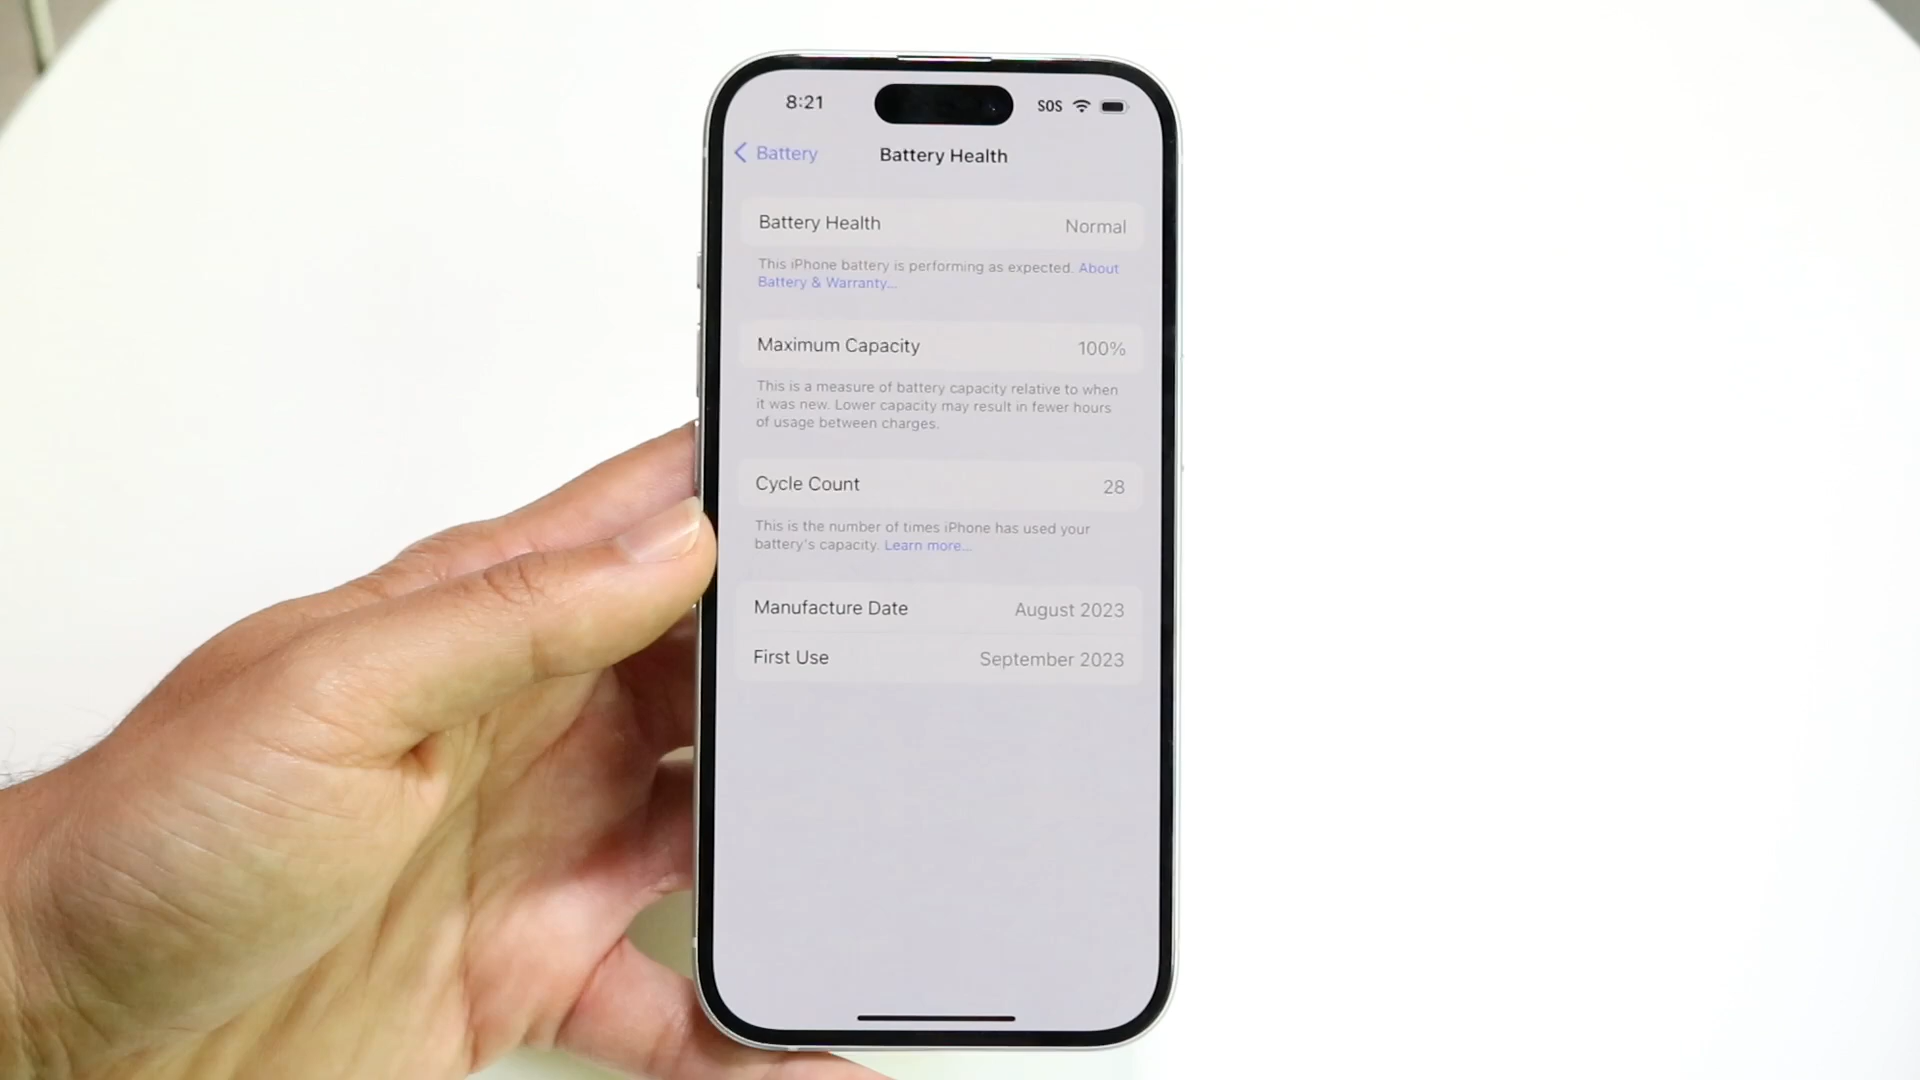 8:21 SOS
Battery Battery Health
Battery Health Normal
This iPhone battery is performing as expected. About
Battery & Warranty...
Maximum Capacity 100%
This is a measure of battery capacity relative to when
it was new. Lower capacity may result in fewer hours
of usage between charges.
Cycle Count 28
This is the number of times iPhone has used your
battery's capacity. Learn more...
Manufacture Date August 2023
First Use September 2023